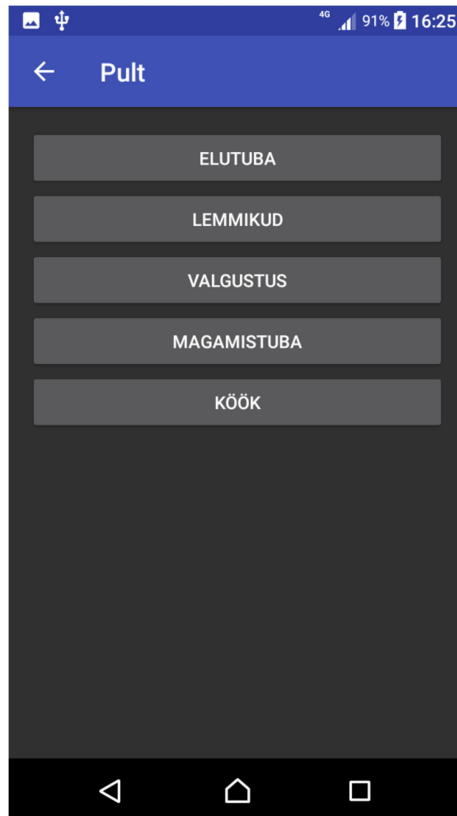 4G 91% 16:25
Pult
ELUTUBA
LEMMIKUD
VALGUSTUS
MAGAMISTUBA
KÖÖK